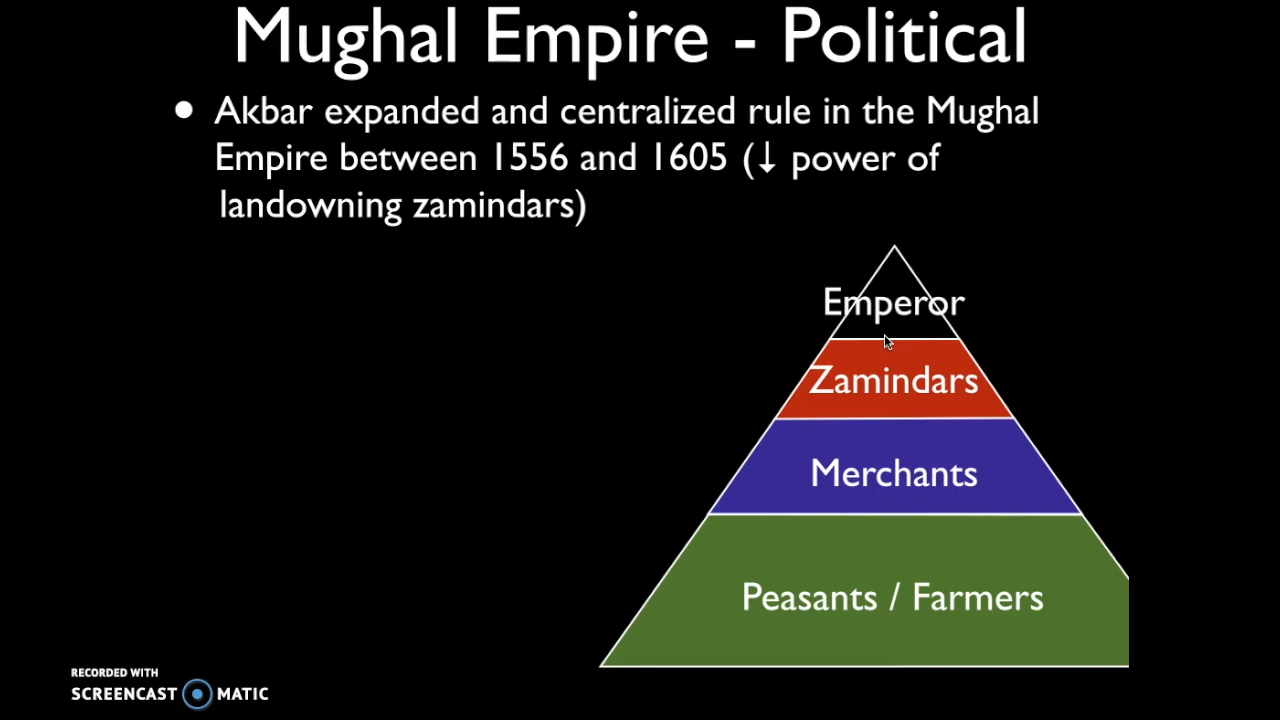 Mughal Empire - Political
• Akbar expanded and centralized rule in the Mughal
Empire between 1556 and 1605 (↓ power of
landowning zamindars)
Emperor
Zamindars
Merchants
Peasants / Farmers
RECORDED WITH
SCREENCAST MATIC